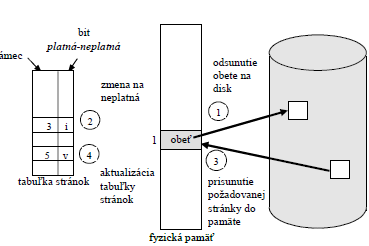 bit
platná-neplatná
ámec
zmena na
neplatná
2
3 i
5 v
4
tabuľka stránok
aktualizácia
tabuľky
stránok
1
obeť
fyzická pamäť
odsunutie
obete na
disk
1
3
prisunutie
požadovanej
stránky do
pamäte